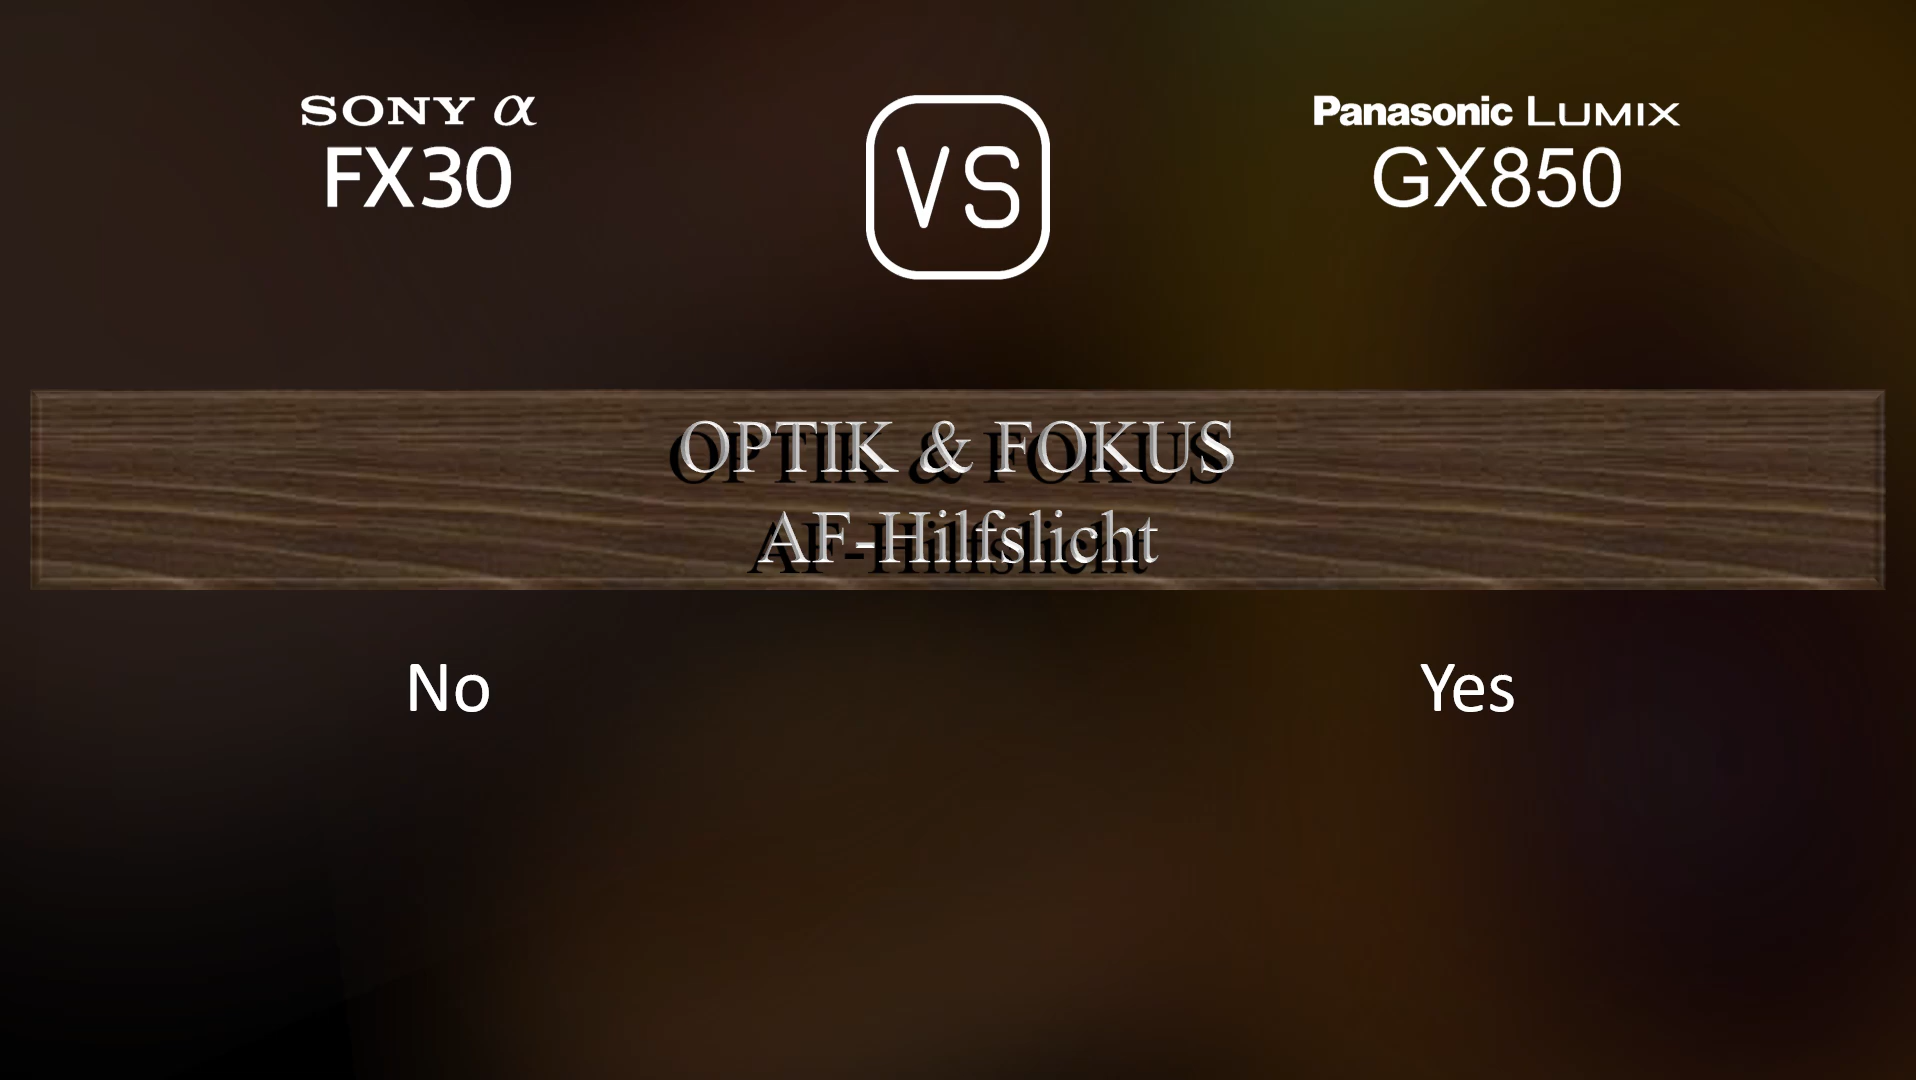 SONY α
FX30
VS
Panasonic LUMIX
GX850
OPTIK & FOKUS
AF-Hilfslicht
No
Yes